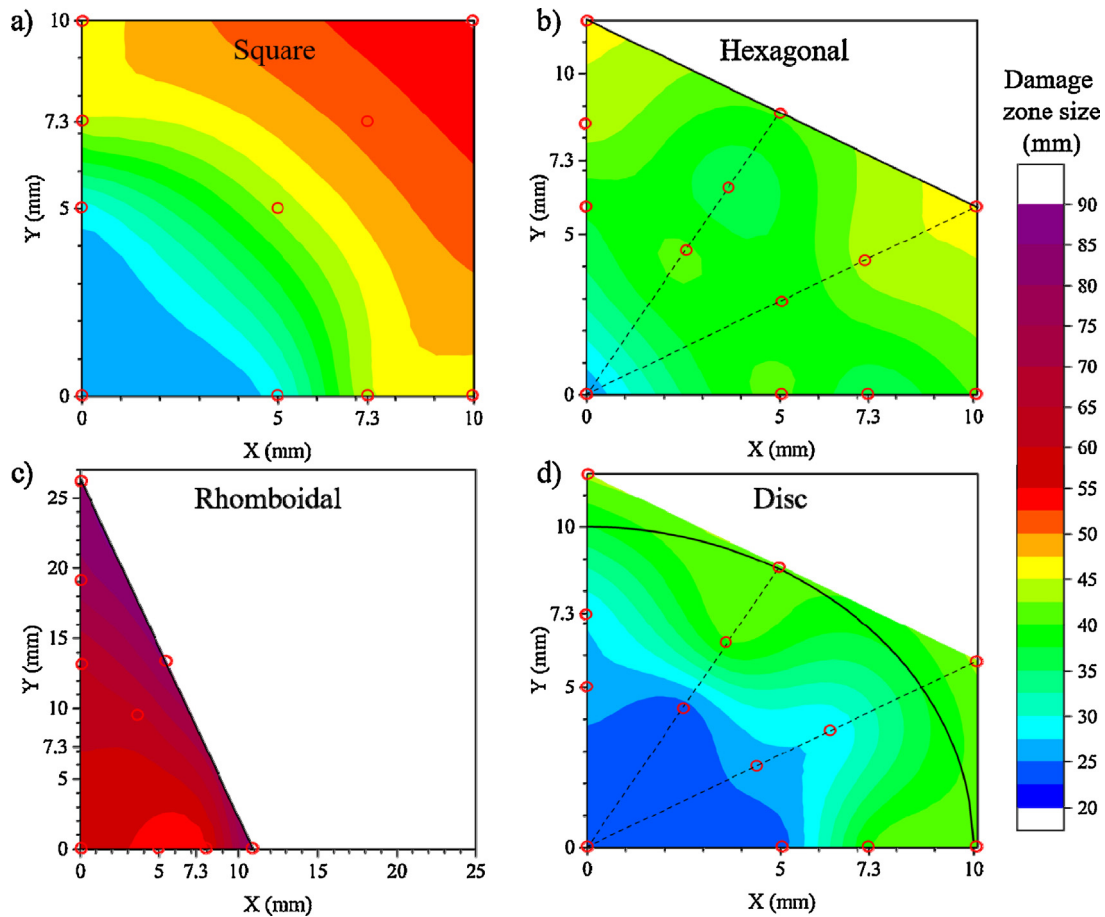 a)
Square
10
7.3
5
0
Y (mm)
0
5
7.3
10
X (mm)
b)
Hexagonal
10
7.3
5
0
Y (mm)
0
5
7.3
10
X (mm)
Damage
zone size
(mm)
90
85
80
75
70
65
60
55
50
45
40
35
30
25
20
c)
Rhomboidal
25
20
15
10
7.3
5
0
Y (mm)
0
5
7.3
10
15
20
25
X (mm)
d)
Disc
10
7.3
5
0
Y (mm)
0
5
7.3
10
X (mm)